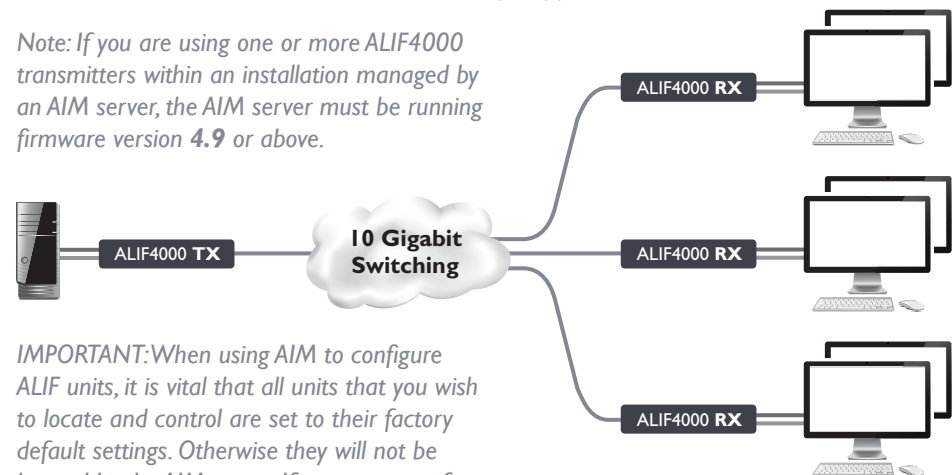 Note: If you are using one or more ALIF4000
transmitters within an installation managed by
an AIM server, the AIM server must be running
firmware version 4.9 or above.
ALIF4000 RX
ALIF4000 TX
10 Gigabit
Switching
ALIF4000 RX
IMPORTANT: When using AIM to configure
ALIF units, it is vital that all units that you wish
to locate and control are set to their factory
default settings. Otherwise they will not be
ALIF4000 RX